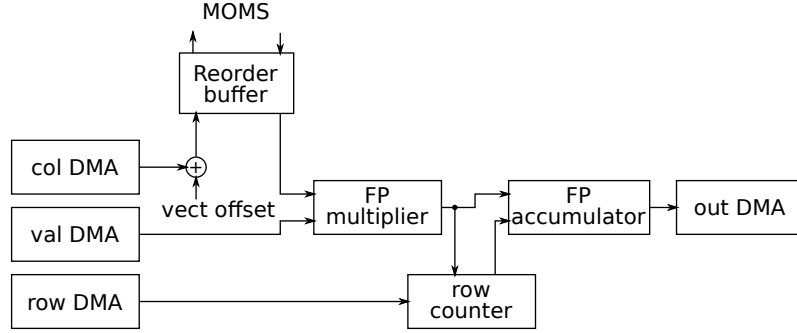 MOMS
Reorder
buffer
col DMA
+
vect offset
val DMA
FP
multiplier
FP
accumulator
out DMA
row DMA
row
counter